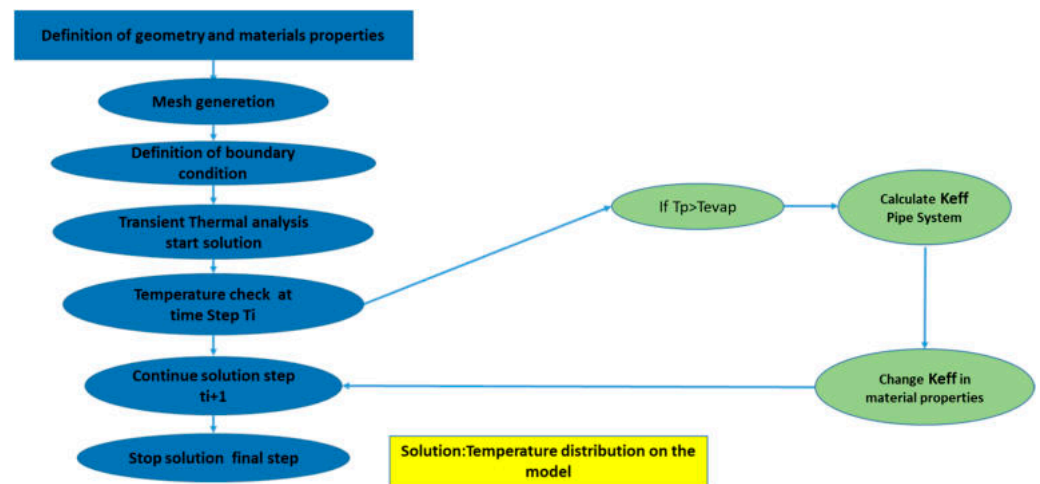 Definition of geometry and materials properties
Mesh generetion
Definition of boundary
condition
Transient Thermal analysis
start solution
Temperature check at
time Step Ti
Continue solution step
ti+1
Stop solution final step
If Tp>Tevap
Calculate Keff
Pipe System
Change Keff in
material properties
Solution:Temperature distribution on the
model